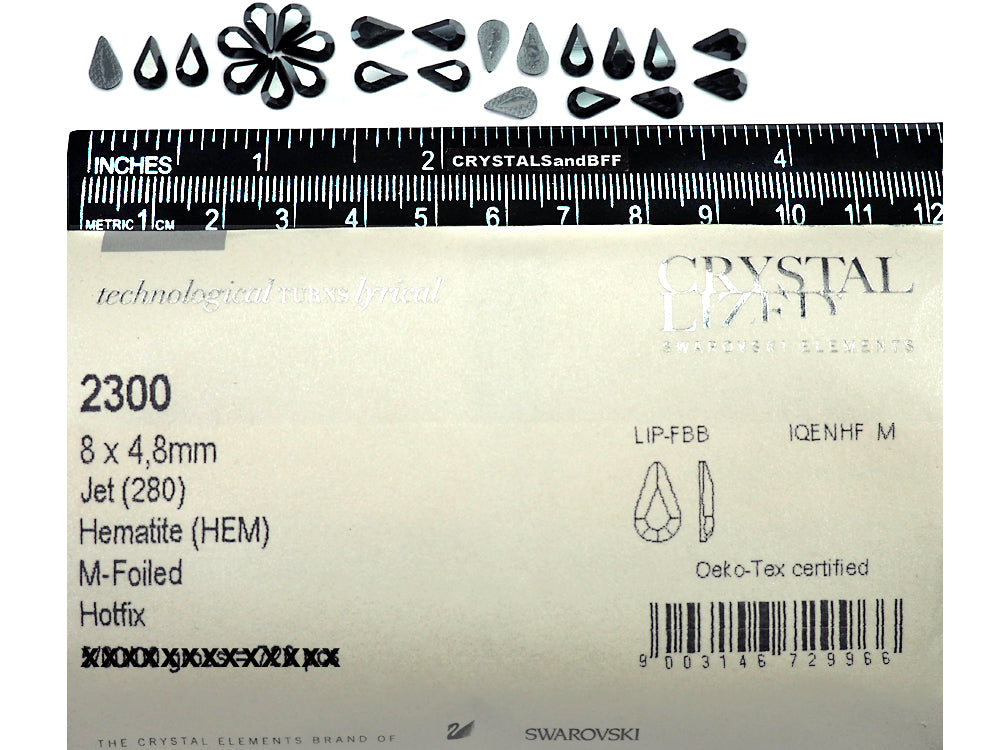 INCHES 1 2 CRYSTALSandBFF 4
METRIC 1 CM 2 3 4 5 6 7 8 9 10 11 12
technological TURNS lyrical
CRYSTAL
LIZED
SWAROVSKI ELEMENTS
2300
8 x 4,8mm
Jet (280)
Hematite (HEM)
M-Foiled
Hotfix
LIP-FBB IQENHF M
Oeko-Tex certified
9 003146 729966
THE CRYSTAL ELEMENTS BRAND OF SWAROVSKI